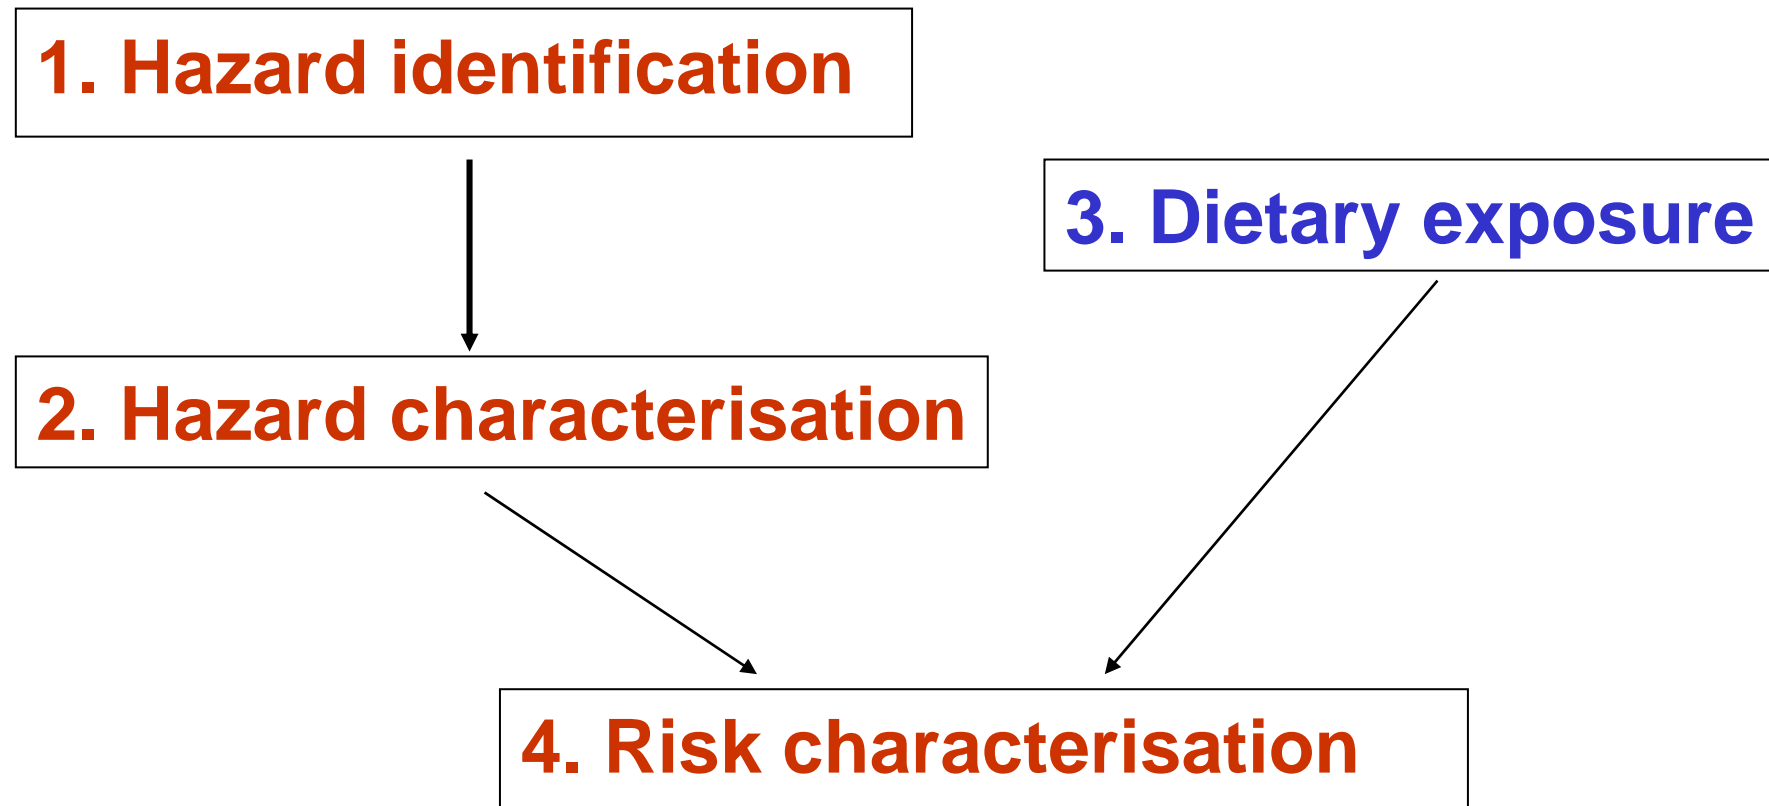 1. Hazard identification
3. Dietary exposure
2. Hazard characterisation
4. Risk characterisation